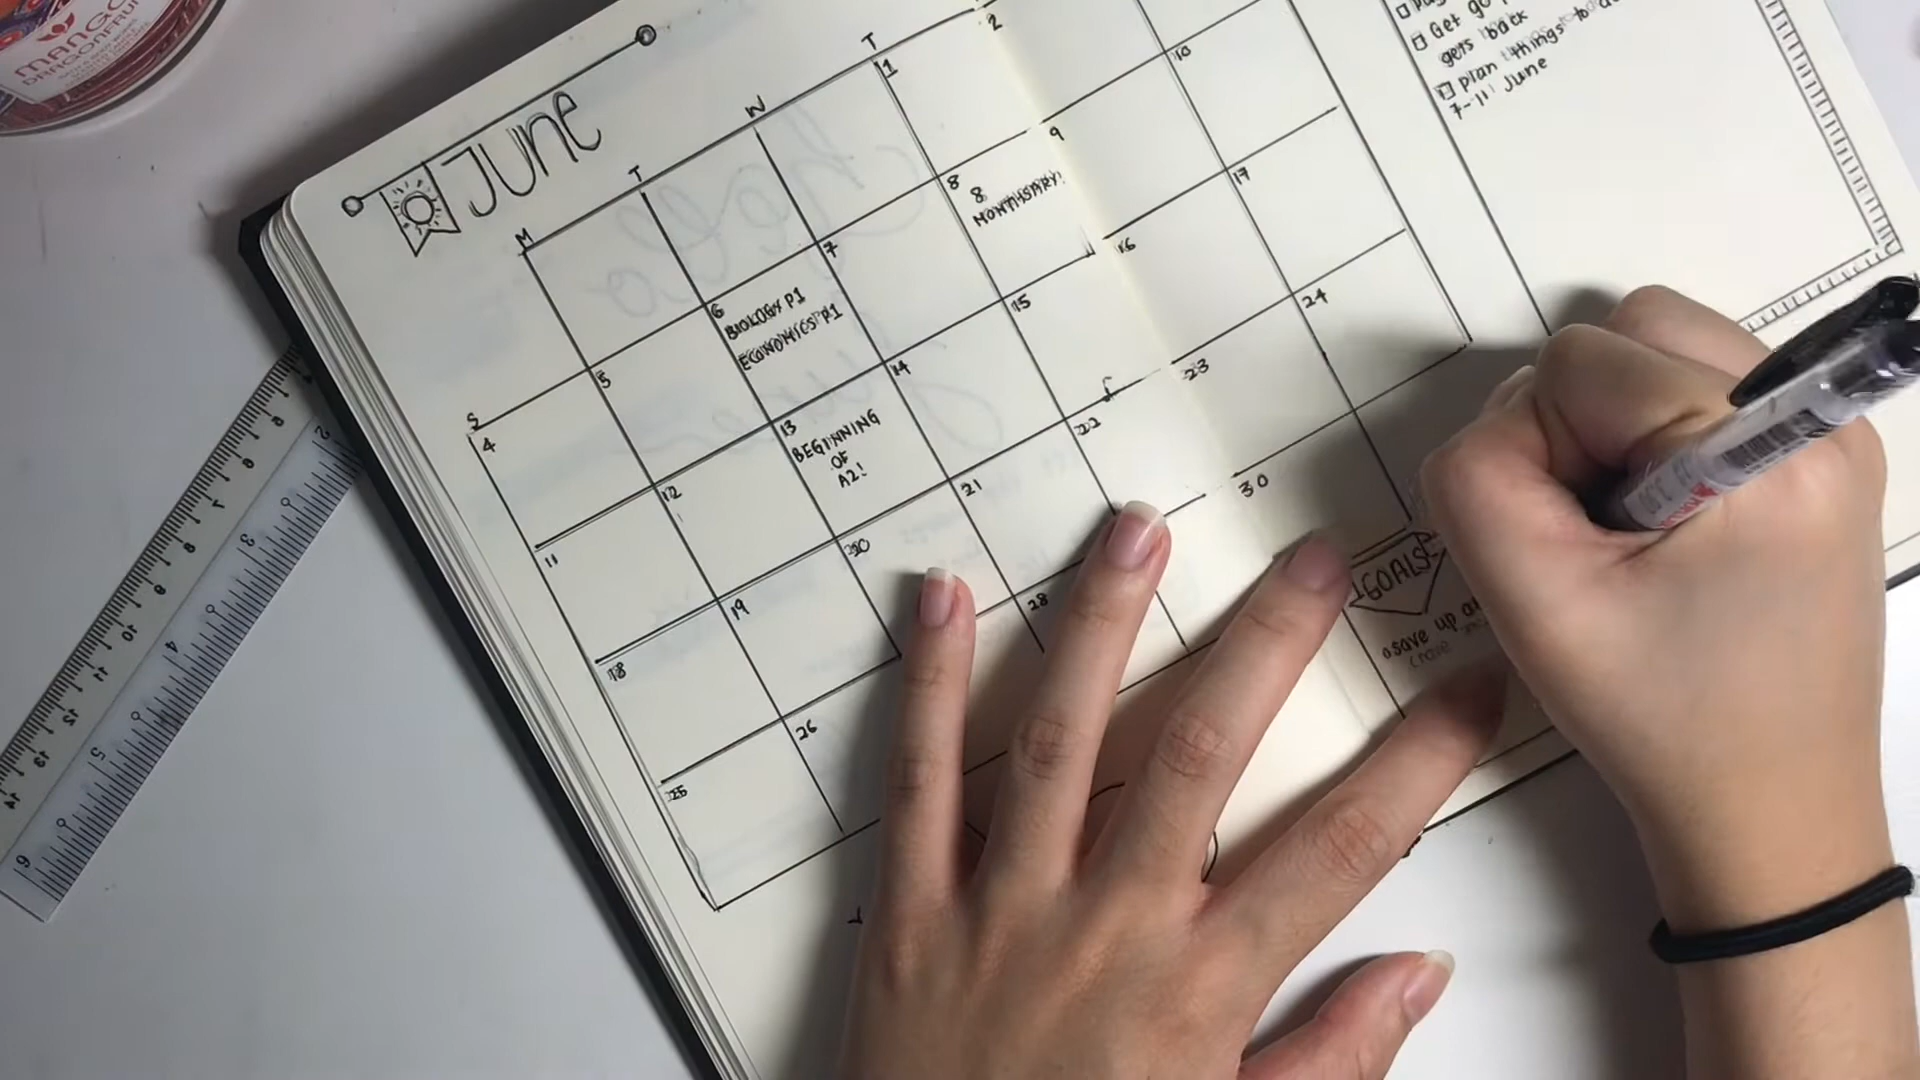 MANGO
DRAGONFRUIT
JUNE
S
M
T
W
T
1
2
4
5
6
BIOLOGY P1
ECONOMICS P1
7
8
8
MONTHSARY!
9
10
11
12
13
BEGINNING
OF
A2!
14
15
16
17
18
19
20
21
22
23
24
25
26
28
30
gets back
plan things to
7-11 June
GOALS
save up